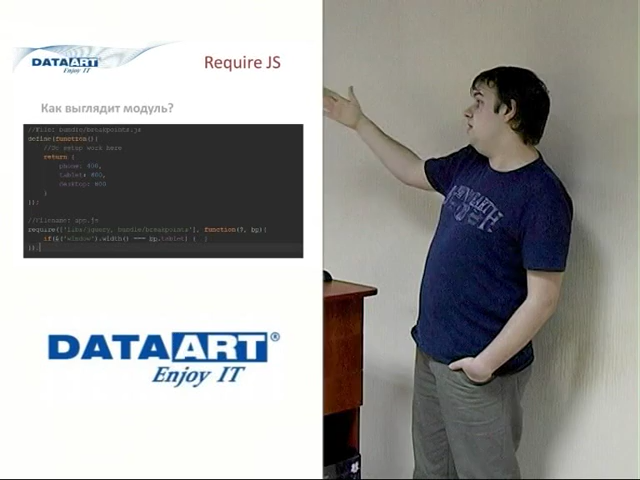 DATAART
Enjoy IT
Require JS
Как выглядит модуль?
//File: bundle/breakpoints.js
define(function(){
//Do setup work here
return {
phone: 400,
tablet: 600,
desktop: 800
}
});
//Filename: app.js
require(['libs/jquery, bundle/breakpoints'], function(?, bp){
if($('window').width() === bp.tablet) { }
});
DATAART®
Enjoy IT